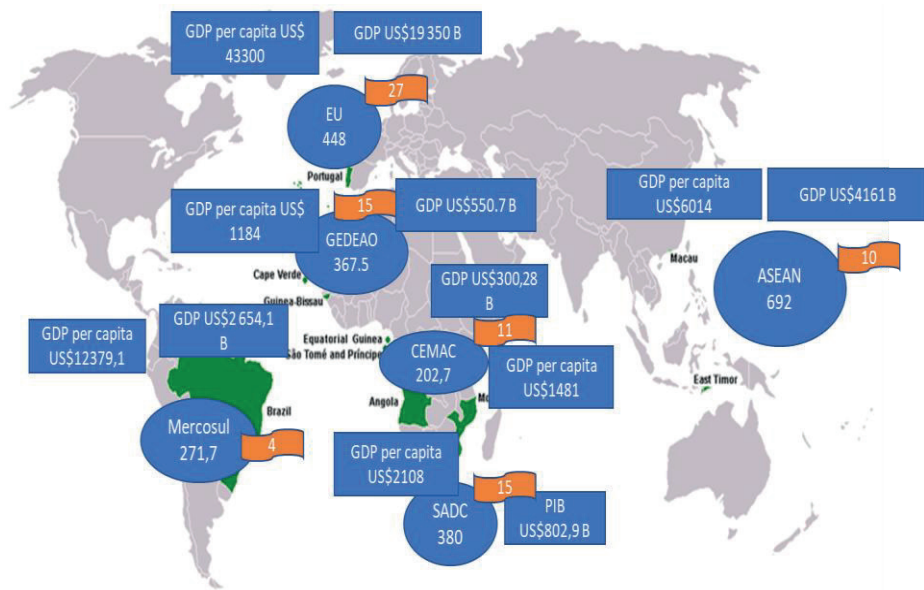 GDP per capita US$
43300
GDP US$19 350 B
27
EU
448
Portugal
15
GDP per capita US$
1184
GDP US$550.7 B
GEDEAO
367.5
GDP per capita
US$6014
GDP US$4161 B
Macau
10
ASEAN
692
Cape Verde
Guinea-Bissau
GDP US$300,28
B
11
GDP US$2 654,1
B
GDP per capita
US$12379,1
Equatorial Guinea
São Tomé and Príncipe
CEMAC
202,7
GDP per capita
US$1481
East Timor
Angola
Brazil
Mercosul
271,7
4
GDP per capita
US$2108
15
SADC
380
PIB
US$802,9 B